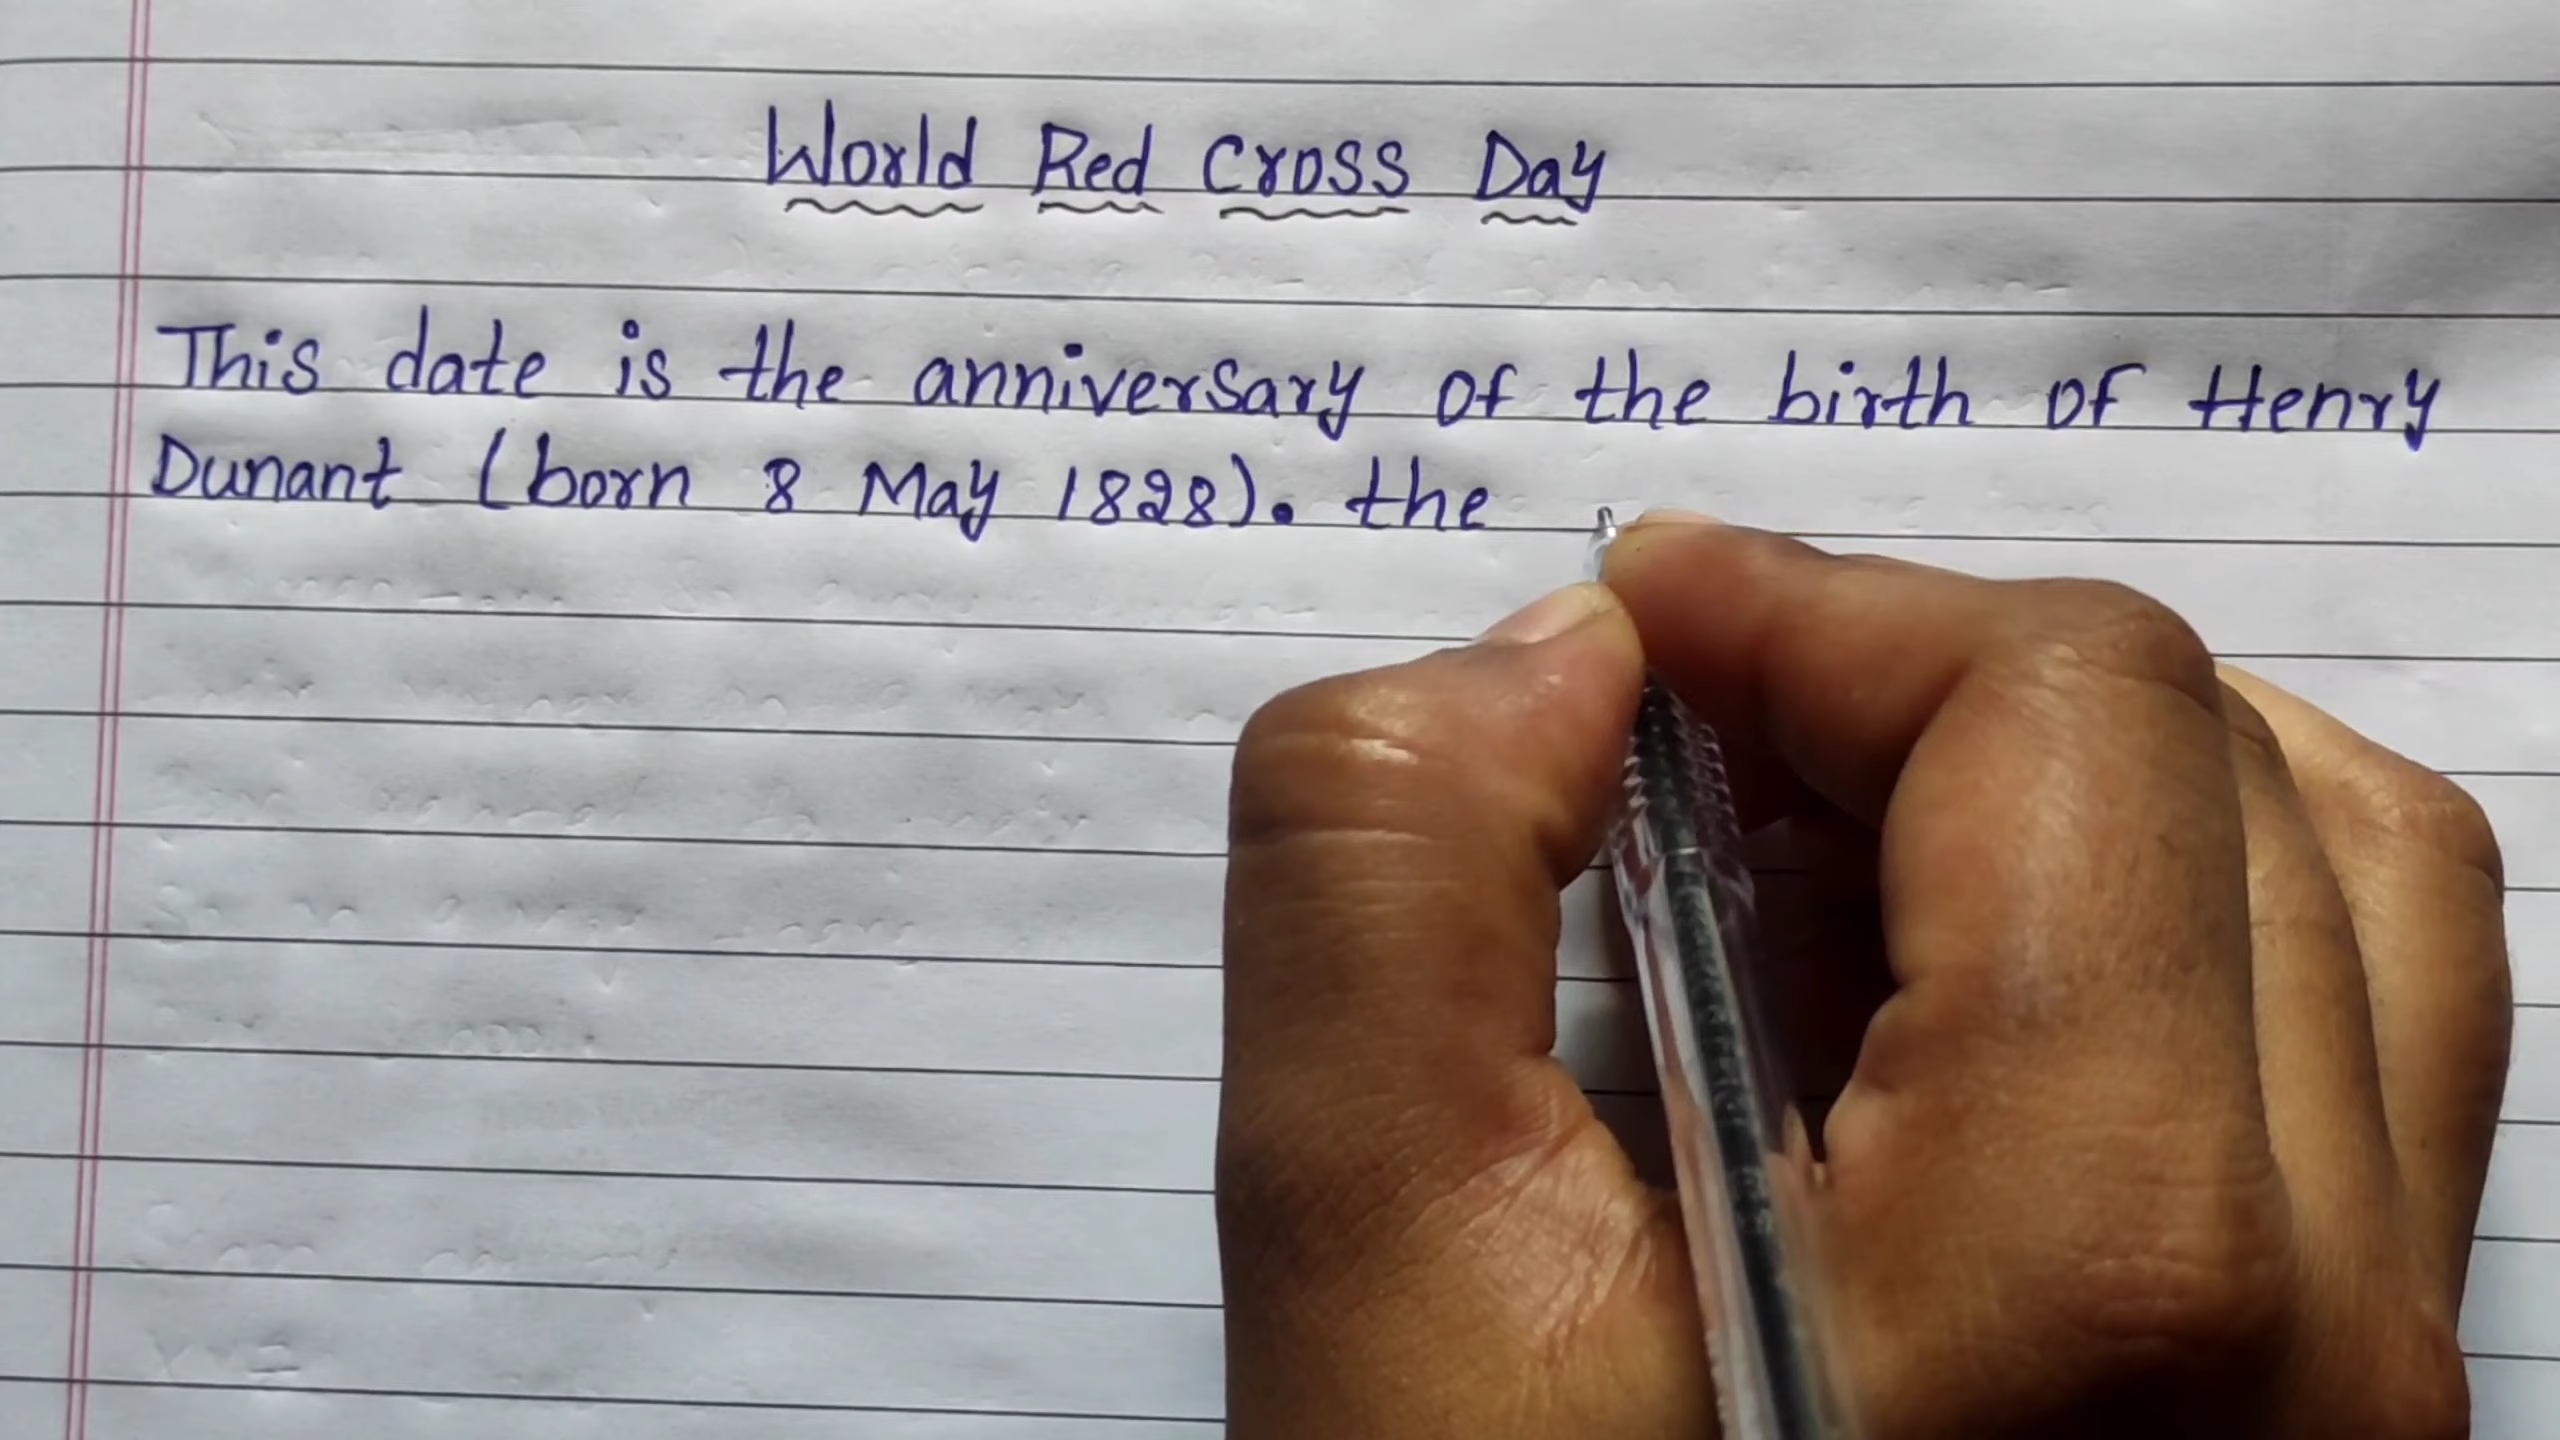 World Red Cross Day
This date is the anniversary of the birth of Henry
Dunant (born 8 May 1828). the